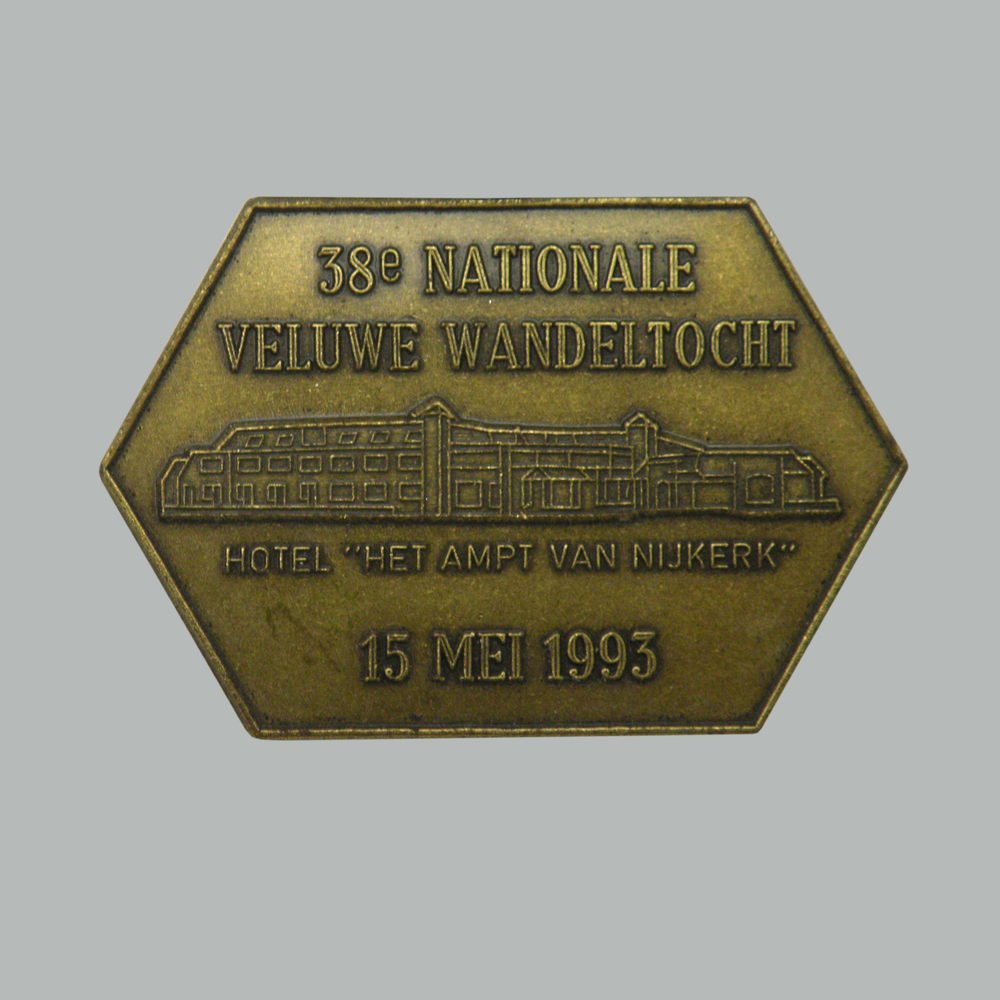 38e NATIONALE
VELUWE WANDELTOCHT
HOTEL "HET AMPT VAN NIJKERK"
15 MEI 1993